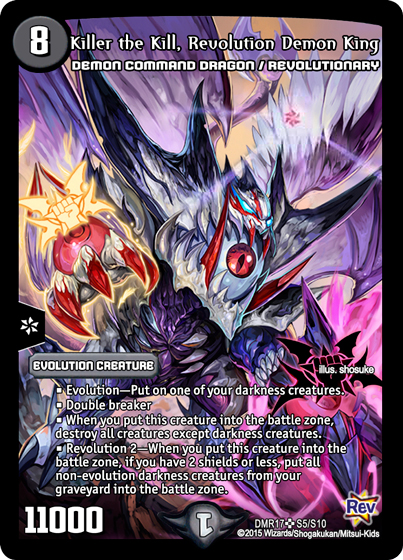 8
Killer the Kill, Revolution Demon King
DEMON COMMAND DRAGON / REVOLUTIONARY
illus. shosuke
EVOLUTION CREATURE
▪ Evolution—Put on one of your darkness creatures.
▪ Double breaker
▪ When you put this creature into the battle zone,
destroy all creatures except darkness creatures.
▪ Revolution 2—When you put this creature into the
battle zone, if you have 2 shields or less, put all
non-evolution darkness creatures from your
graveyard into the battle zone.
Rev
11000
DMR17 S5/S10
©2015 Wizards/Shogakukan/Mitsui-Kids